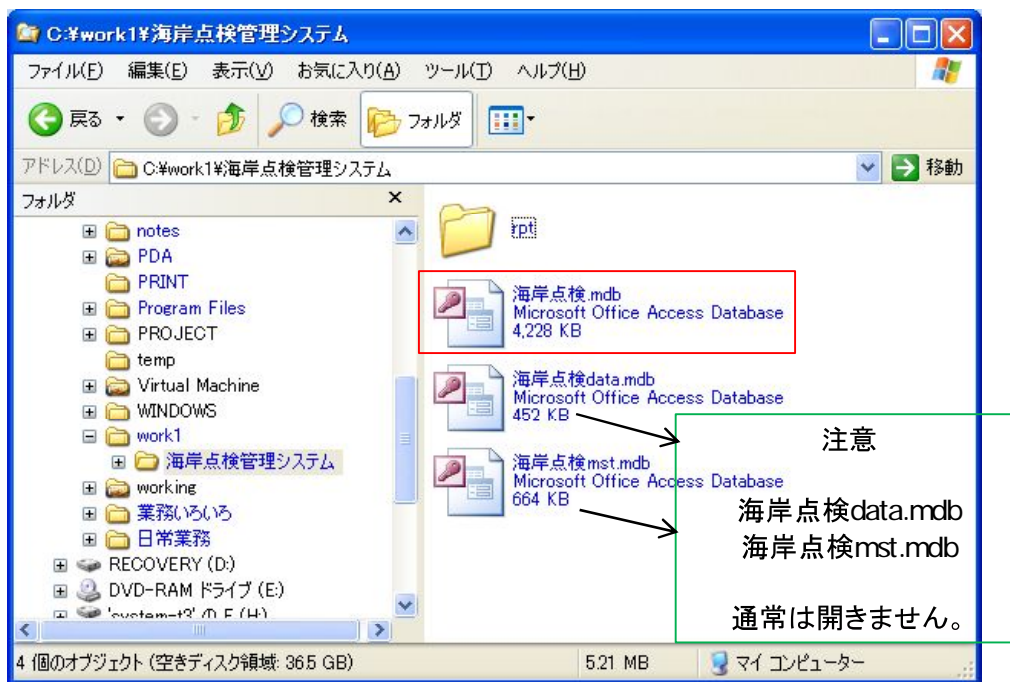 C:¥work1¥海岸点検管理システム
ファイル(F) 編集(E) 表示(V) お気に入り(A) ツール(T) ヘルプ(H)
戻る 検索 フォルダ
アドレス(D) C:¥work1¥海岸点検管理システム 移動
フォルダ ×
notes
PDA
PRINT
Program Files
PROJECT
temp
Virtual Machine
WINDOWS
work1
海岸点検管理システム
working
業務いろいろ
日常業務
RECOVERY (D:)
DVD-RAM ドライブ (E:)
'system-t3' の F (H:)
rpt
海岸点検.mdb
Microsoft Office Access Database
4,228 KB
海岸点検data.mdb
Microsoft Office Access Database
452 KB
海岸点検mst.mdb
Microsoft Office Access Database
664 KB
注意
海岸点検data.mdb
海岸点検mst.mdb
通常は開きません。
4 個のオブジェクト (空きディスク領域: 36.5 GB) 5.21 MB マイ コンピューター